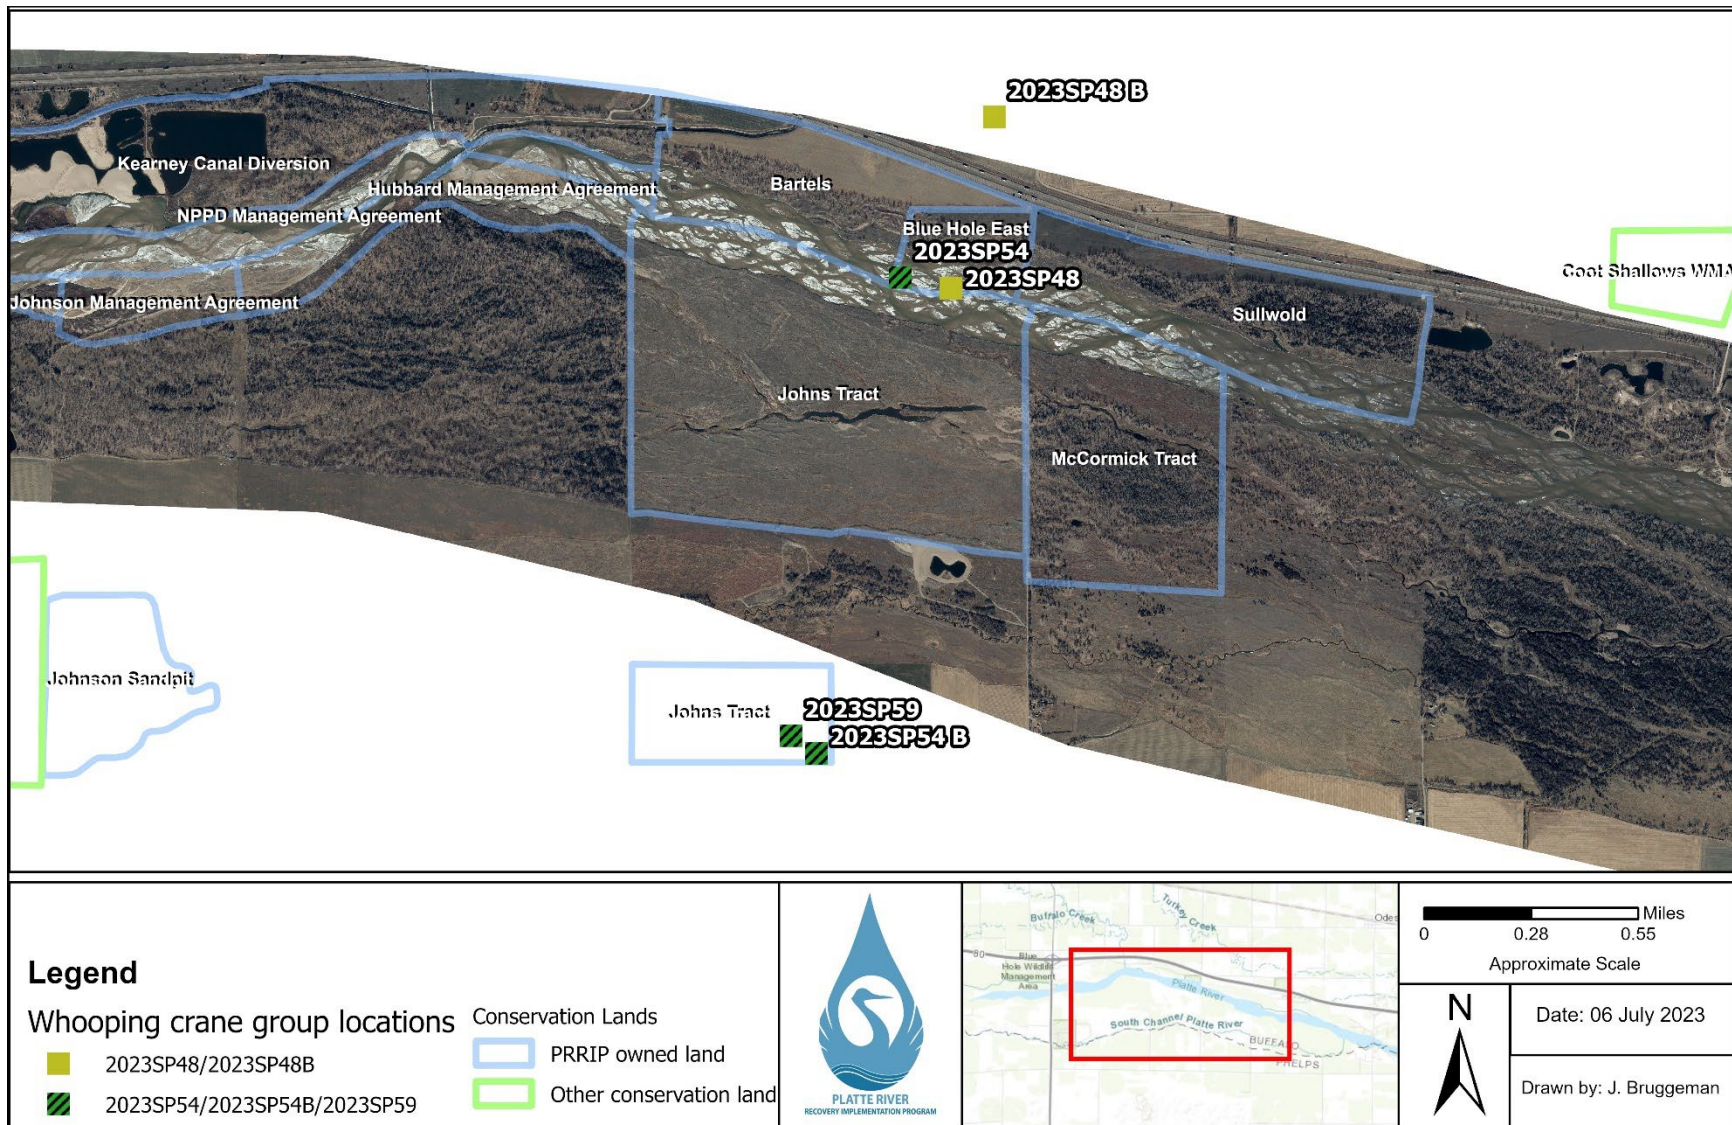 2023SP48 B
Kearney Canal Diversion
Hubbard Management Agreement
Bartels
NPPD Management Agreement
Blue Hole East
2023SP54
2023SP48
Coot Shallows WMA
Johnson Management Agreement
Sullwold
Johns Tract
McCormick Tract
Johnson Sandpit
Johns Tract
2023SP59
2023SP54 B
Legend
Whooping crane group locations
2023SP48/2023SP48B
2023SP54/2023SP54B/2023SP59
Conservation Lands
PRRIP owned land
Other conservation land
PLATTE RIVER
RECOVERY IMPLEMENTATION PROGRAM
Buffalo Creek
Turkey Creek
Odes
Blue
Hole Wildlife
Management
Area
Platte River
South Channel Platte River
BUFFALO
PHELPS
Miles
0 0.28 0.55
Approximate Scale
N
Date: 06 July 2023
Drawn by: J. Bruggeman